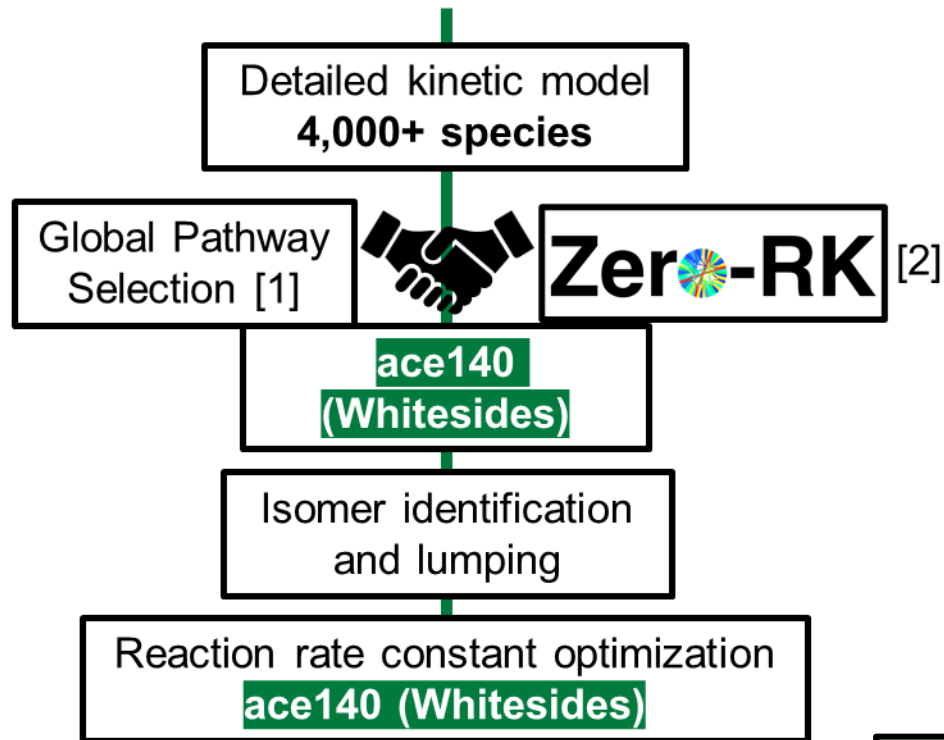 Detailed kinetic model
4,000+ species
Global Pathway
Selection [1]
Zero-RK [2]
ace140
(Whitesides)
Isomer identification
and lumping
Reaction rate constant optimization
ace140 (Whitesides)